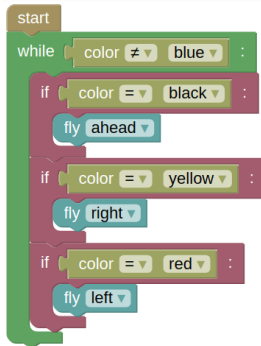 start
while color ≠ ▾ blue ▾ :
if color = ▾ black ▾ :
fly ahead ▾
if color = ▾ yellow ▾ :
fly right ▾
if color = ▾ red ▾ :
fly left ▾